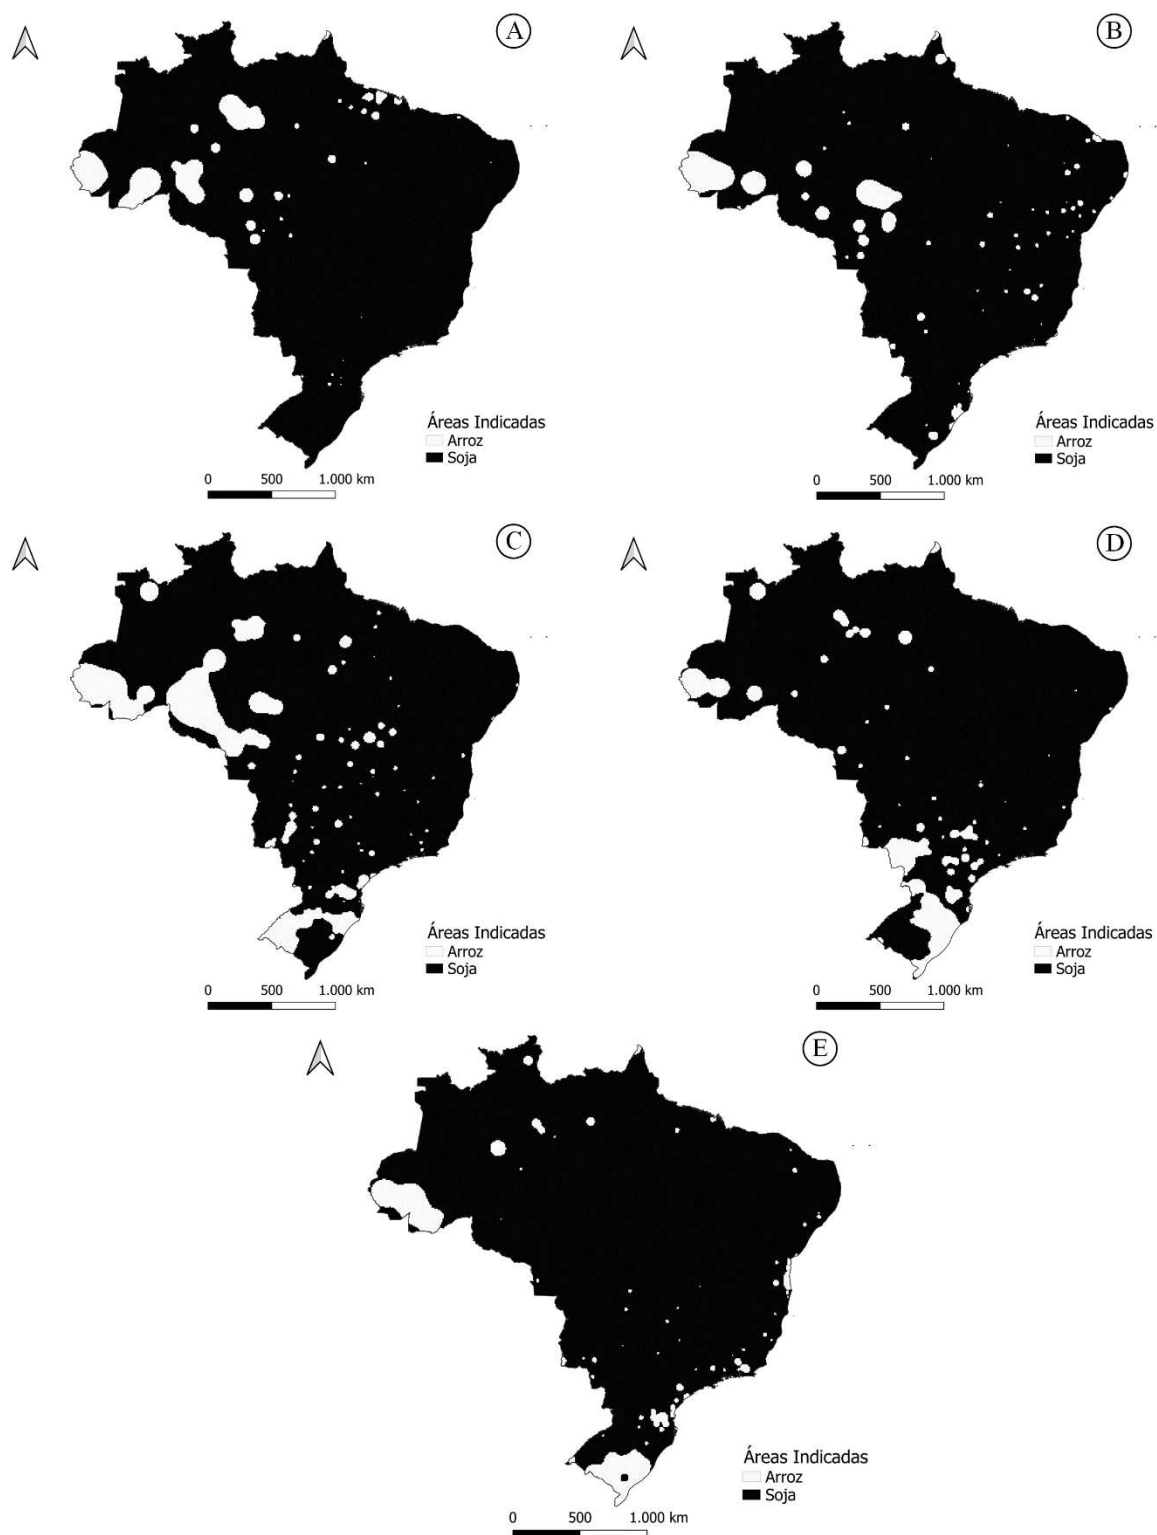 A
Áreas Indicadas
Arroz
Soja
0 500 1.000 km
B
Áreas Indicadas
Arroz
Soja
0 500 1.000 km
C
Áreas Indicadas
Arroz
Soja
0 500 1.000 km
D
Áreas Indicadas
Arroz
Soja
0 500 1.000 km
E
Áreas Indicadas
Arroz
Soja
0 500 1.000 km